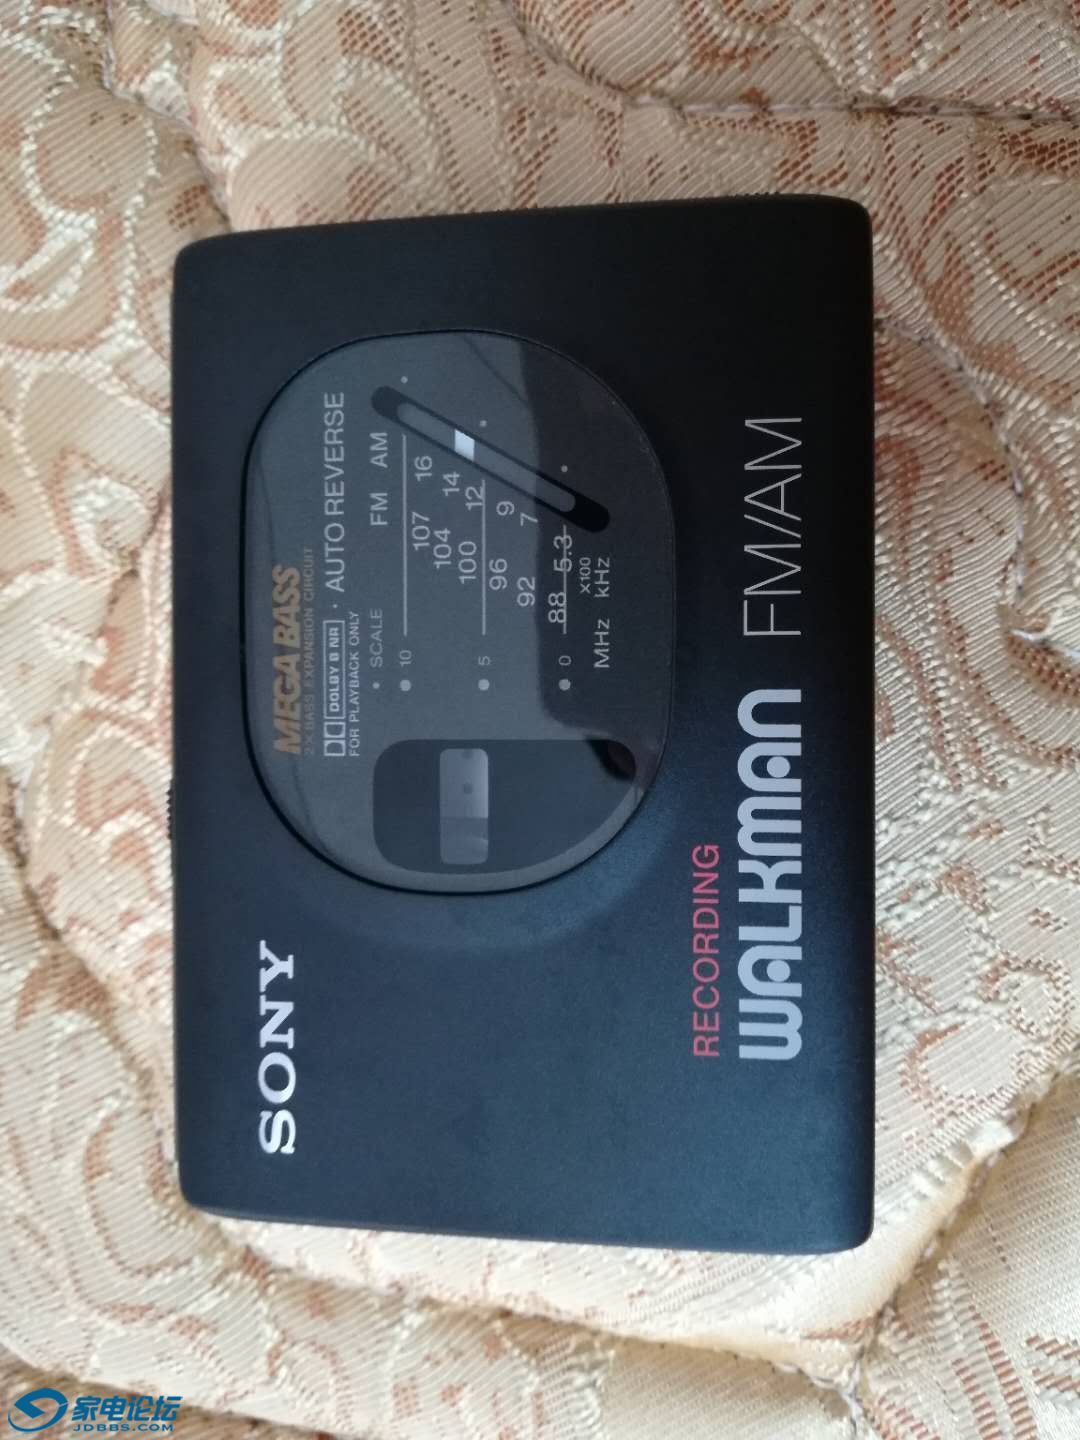 SONY
MEGA BASS
2×BASS EXPANSION CIRCUIT
DOLBY B NR · AUTO REVERSE
FOR PLAYBACK ONLY
• SCALE FM AM
10
107 16
104 14
5 100 12
96 9
92 7
0 88 5.3
x100
MHz kHz
RECORDING
WALKMAN FM/AM
家电论坛
JDBBS.COM